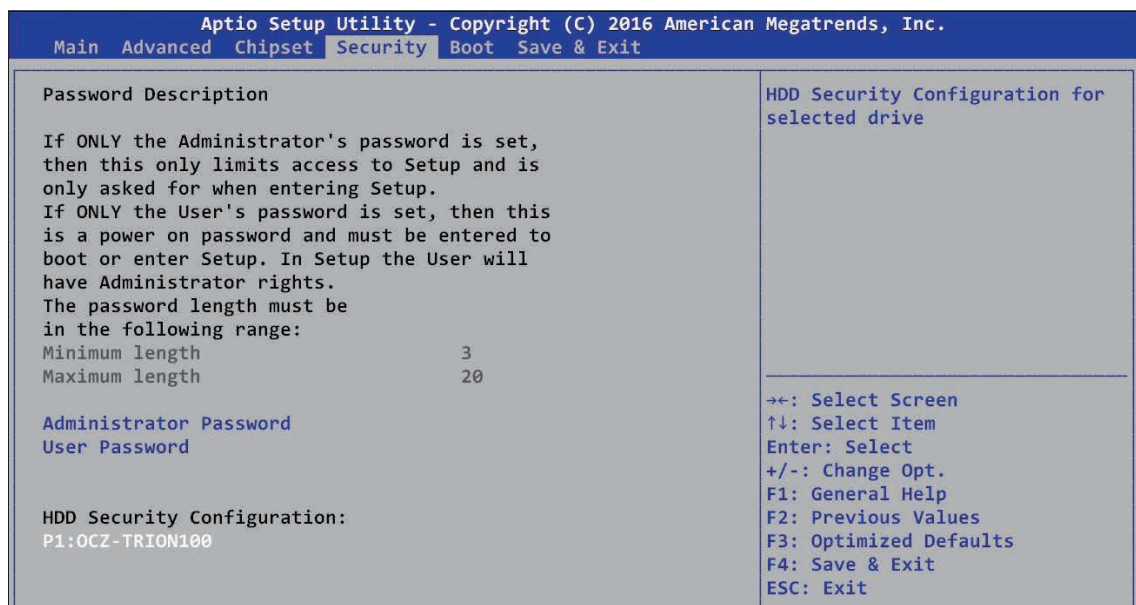 Aptio Setup Utility - Copyright (C) 2016 American Megatrends, Inc.
Main Advanced Chipset Security Boot Save & Exit
Password Description
If ONLY the Administrator's password is set,
then this only limits access to Setup and is
only asked for when entering Setup.
If ONLY the User's password is set, then this
is a power on password and must be entered to
boot or enter Setup. In Setup the User will
have Administrator rights.
The password length must be
in the following range:
Minimum length 3
Maximum length 20
Administrator Password
User Password
HDD Security Configuration:
P1:OCZ-TRION100
HDD Security Configuration for
selected drive
→←: Select Screen
↑↓: Select Item
Enter: Select
+/-: Change Opt.
F1: General Help
F2: Previous Values
F3: Optimized Defaults
F4: Save & Exit
ESC: Exit